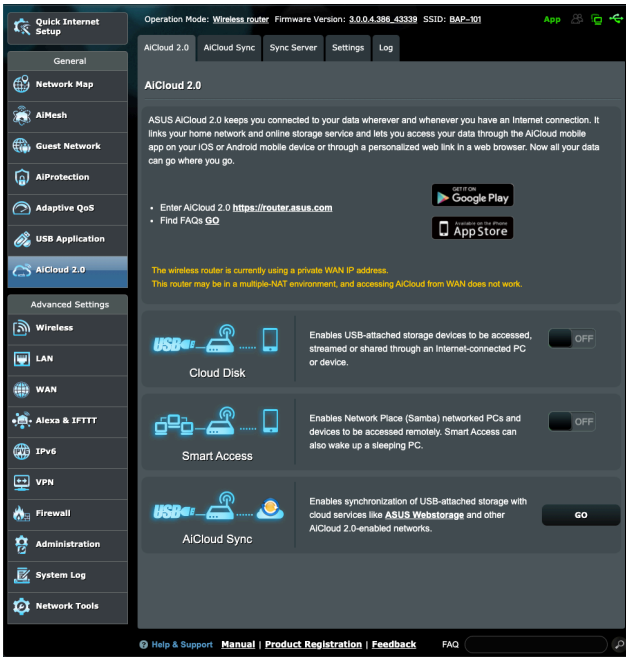 Quick Internet
Setup
Operation Mode: Wireless router Firmware Version: 3.0.0.4.386_43339 SSID: BAP-101
App
AiCloud 2.0
AiCloud Sync
Sync Server
Settings
Log
General
Network Map
AiMesh
Guest Network
AiProtection
Adaptive QoS
USB Application
AiCloud 2.0
Advanced Settings
Wireless
LAN
WAN
Alexa & IFTTT
IPv6
VPN
Firewall
Administration
System Log
Network Tools
AiCloud 2.0
ASUS AiCloud 2.0 keeps you connected to your data wherever and whenever you have an Internet connection. It
links your home network and online storage service and lets you access your data through the AiCloud mobile
app on your iOS or Android mobile device or through a personalized web link in a web browser. Now all your data
can go where you go.
• Enter AiCloud 2.0 https://router.asus.com
• Find FAQs GO
GET IT ON
Google Play
Available on the iPhone
App Store
The wireless router is currently using a private WAN IP address.
This router may be in a multiple-NAT environment, and accessing AiCloud from WAN does not work.
USB
Cloud Disk
Enables USB-attached storage devices to be accessed,
streamed or shared through an Internet-connected PC
or device.
OFF
Smart Access
Enables Network Place (Samba) networked PCs and
devices to be accessed remotely. Smart Access can
also wake up a sleeping PC.
OFF
USB
AiCloud Sync
Enables synchronization of USB-attached storage with
cloud services like ASUS Webstorage and other
AiCloud 2.0-enabled networks.
GO
Help & Support Manual | Product Registration | Feedback FAQ